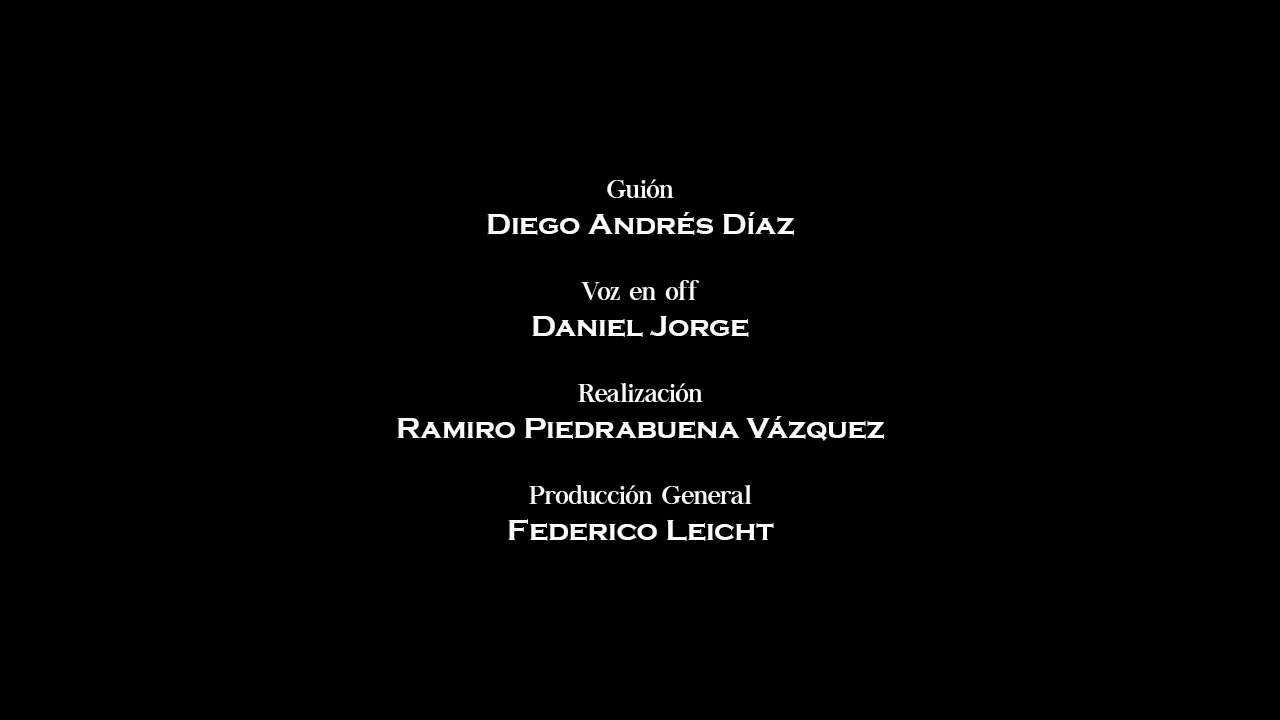 Guión
Diego Andrés Díaz
Voz en off
Daniel Jorge
Realización
Ramiro Piedrabuena Vázquez
Producción General
Federico Leicht